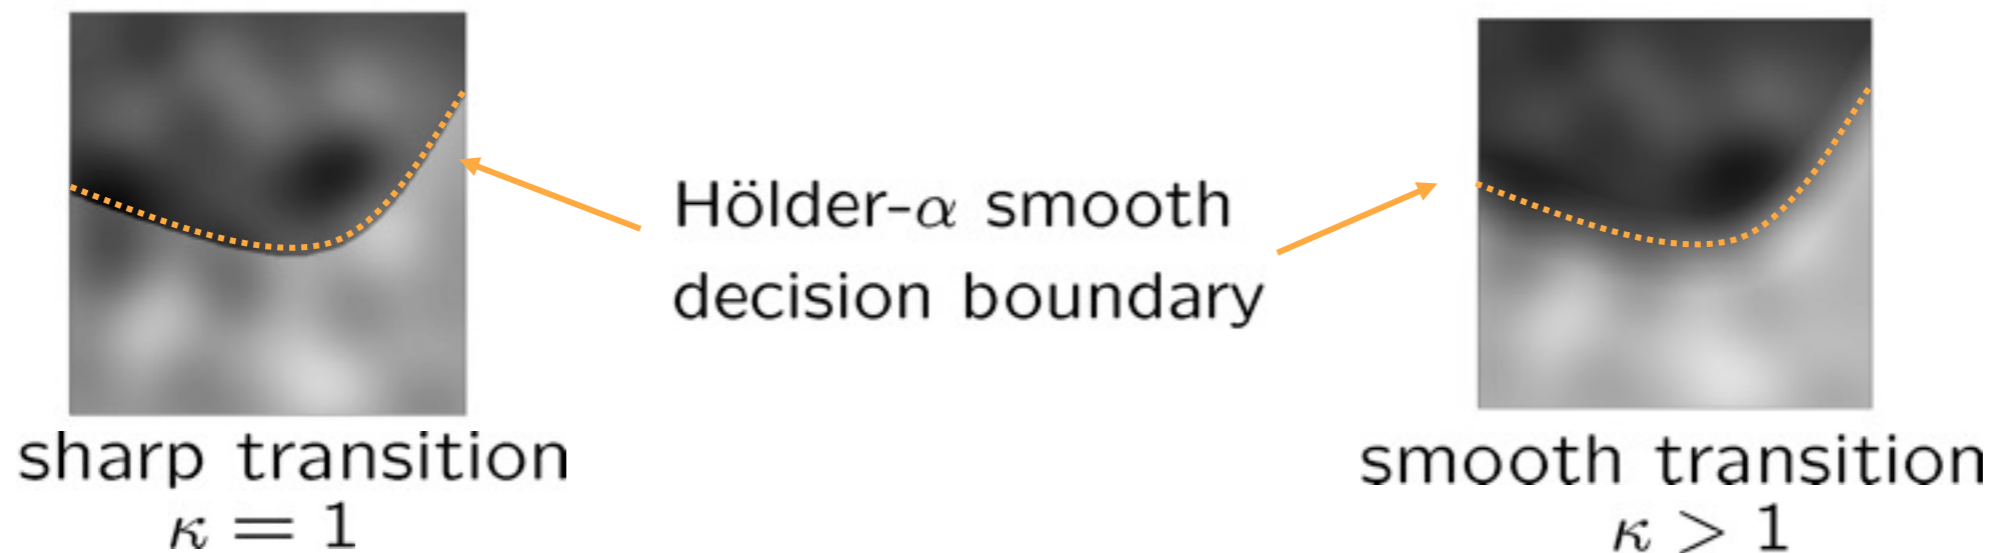 Hölder-α smooth
decision boundary
sharp transition
κ = 1
smooth transition
κ > 1